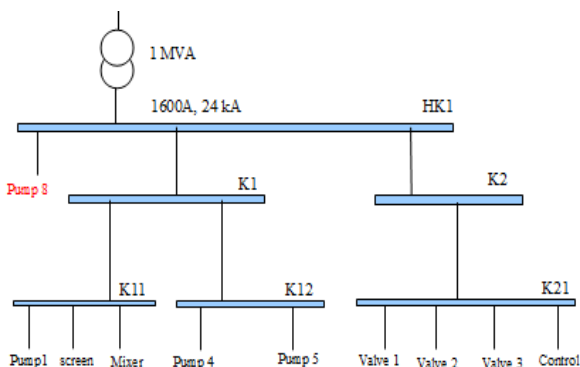 1 MVA
1600A, 24 kA
HK1
Pump 8
K1
K2
K11
K12
K21
Pump1
screen
Mixer
Pump 4
Pump 5
Valve 1
Valve 2
Valve 3
Control